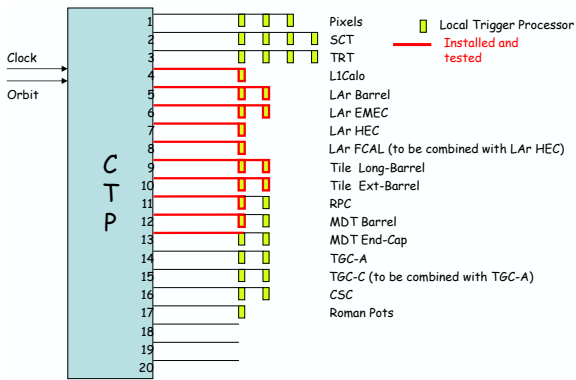 1 Pixels
Local Trigger Processor
2 SCT
Installed and
tested
3 TRT
Clock
4 L1Calo
Orbit
5 LAr Barrel
6 LAr EMEC
7 LAr HEC
8 LAr FCAL (to be combined with LAr HEC)
CTP
9 Tile Long-Barrel
10 Tile Ext-Barrel
11 RPC
12 MDT Barrel
13 MDT End-Cap
14 TGC-A
15 TGC-C (to be combined with TGC-A)
16 CSC
17 Roman Pots
18
19
20